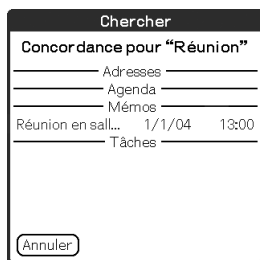 Chercher
Concordance pour “Réunion”
Adresses
Agenda
Mémos
Réunion en sall... 1/1/04 13:00
Tâches
Annuler